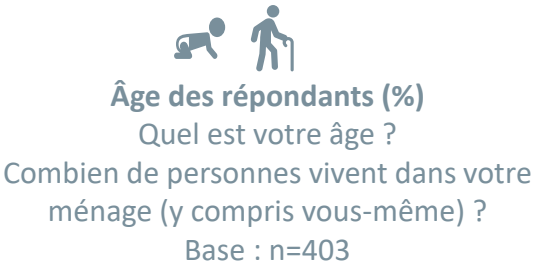 Âge des répondants (%)
Quel est votre âge ?
Combien de personnes vivent dans votre
ménage (y compris vous-même) ?
Base : n=403